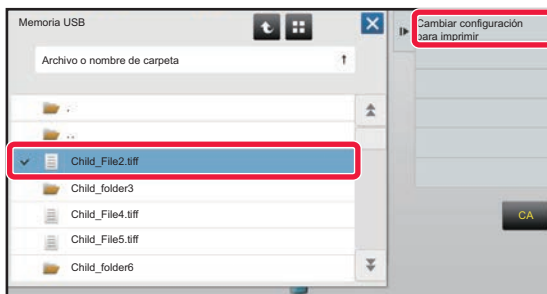 Memoria USB
Cambiar configuración
para imprimir
Archivo o nombre de carpeta
.
..
Child_File2.tiff
Child_folder3
Child_File4.tiff
Child_File5.tiff
Child_folder6
CA